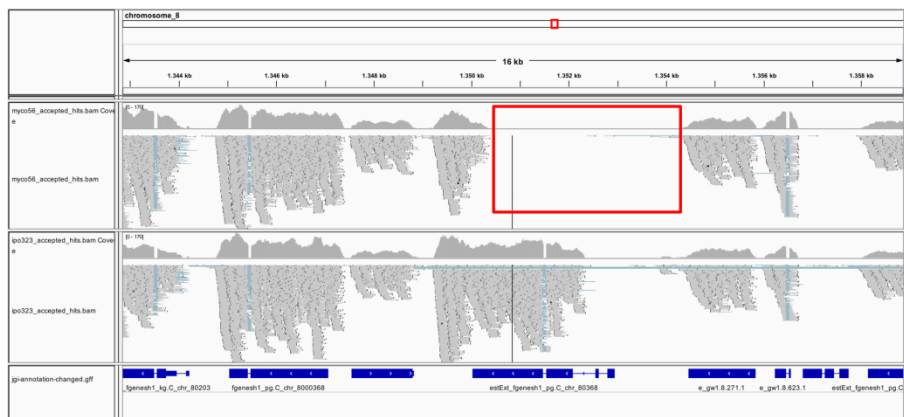 chromosome_8
16 kb
1.344 kb 1.346 kb 1.348 kb 1.350 kb 1.352 kb 1.354 kb 1.356 kb 1.358 kb
myco56_accepted_hits.bam Cove
e
[0 - 170]
myco56_accepted_hits.bam
ipo323_accepted_hits.bam Cove
e
[0 - 170]
ipo323_accepted_hits.bam
jgi-annotation-changed.gff
_fgenesh1_kg.C_chr_80203 fgenesh1_pg.C_chr_8000368 estExt_fgenesh1_pg.C_chr_80368 e_gw1.8.271.1 e_gw1.8.623.1 estExt_fgenesh1_pg.C